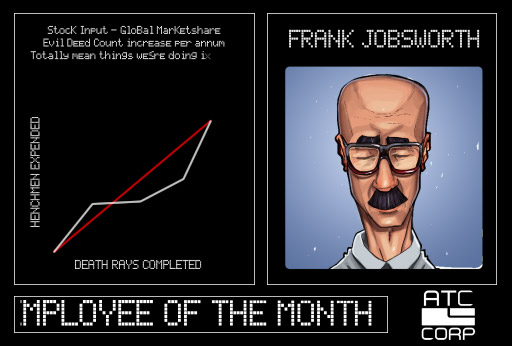 StocK Input - GloBal MarKetshare
Evil Deed Count increase per annum
Totally mean things we're doing i
HENCHMEN EXPENDED
DEATH RAYS COMPLETED
FRANK JOBSWORTH
MPLOYEE OF THE MONTH
ATC
CORP